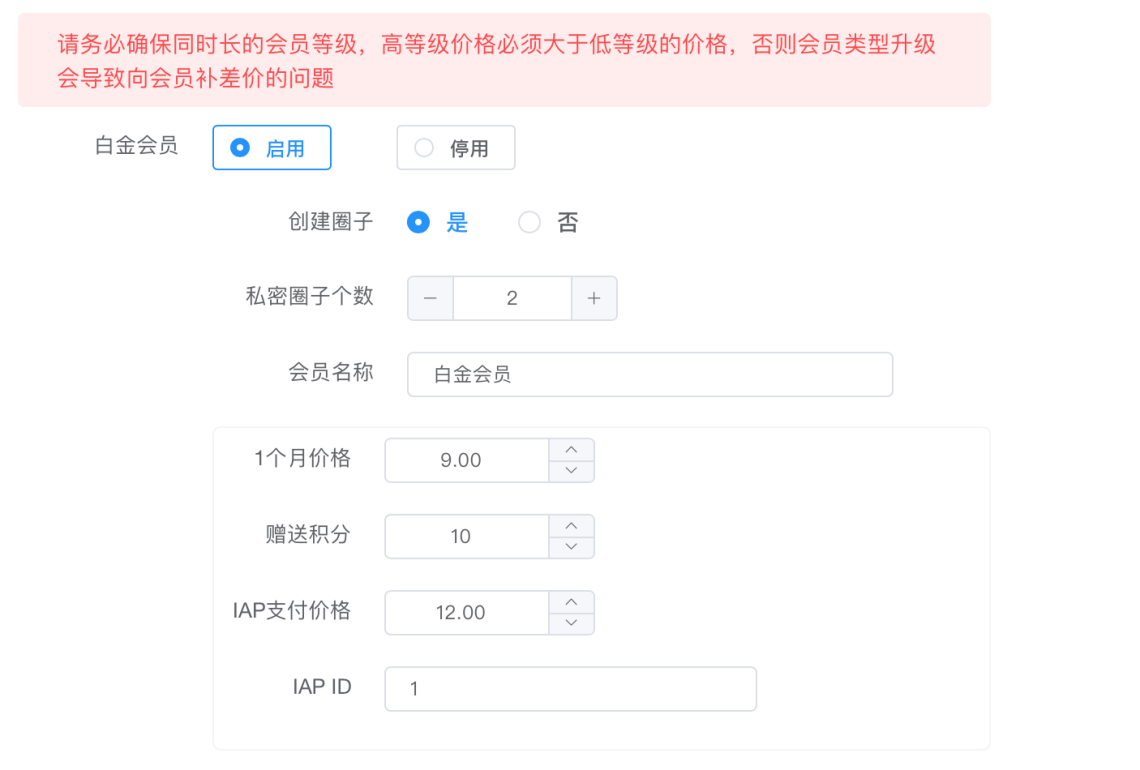 请务必确保同时长的会员等级，高等级价格必须大于低等级的价格，否则会员类型升级
会导致向会员补差价的问题
白金会员 启用 停用
创建圈子 是 否
私密圈子个数 − 2 +
会员名称 白金会员
1个月价格 9.00
赠送积分 10
IAP支付价格 12.00
IAP ID 1